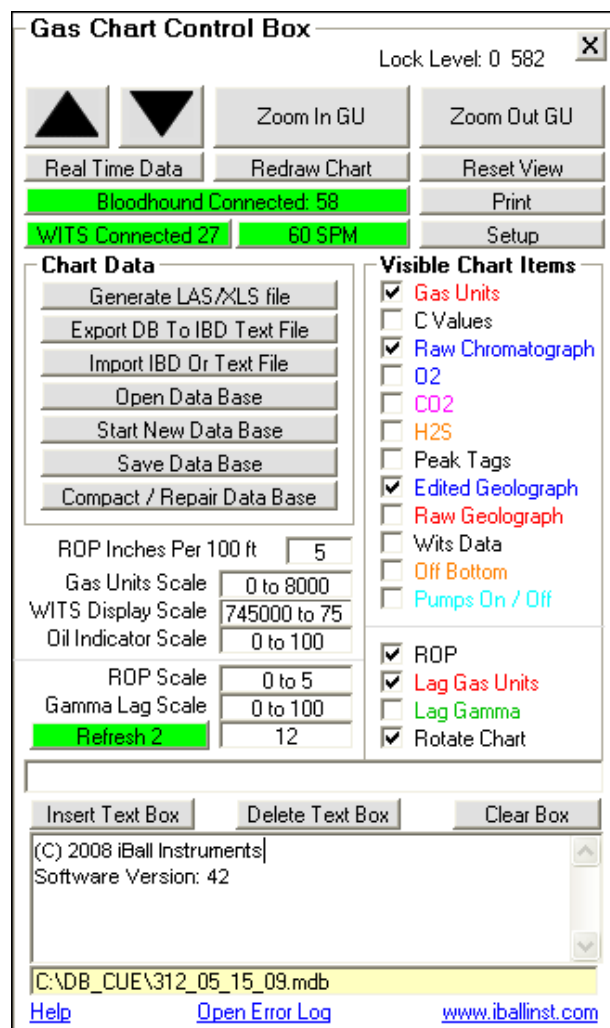 Gas Chart Control Box
Lock Level: 0 582
X
Zoom In GU
Zoom Out GU
Real Time Data
Redraw Chart
Reset View
Bloodhound Connected: 58
Print
WITS Connected 27
60 SPM
Setup
Chart Data
Generate LAS/XLS file
Export DB To IBD Text File
Import IBD Or Text File
Open Data Base
Start New Data Base
Save Data Base
Compact / Repair Data Base
Visible Chart Items
Gas Units
C Values
Raw Chromatograph
O2
CO2
H2S
Peak Tags
Edited Geolograph
Raw Geolograph
Wits Data
Off Bottom
Pumps On / Off
ROP Inches Per 100 ft 5
Gas Units Scale 0 to 8000
WITS Display Scale 745000 to 75
Oil Indicator Scale 0 to 100
ROP Scale 0 to 5
Gamma Lag Scale 0 to 100
Refresh 2 12
ROP
Lag Gas Units
Lag Gamma
Rotate Chart
Insert Text Box
Delete Text Box
Clear Box
(C) 2008 iBall Instruments
Software Version: 42
C:\DB_CUE\312_05_15_09.mdb
Help
Open Error Log
www.iballinst.com